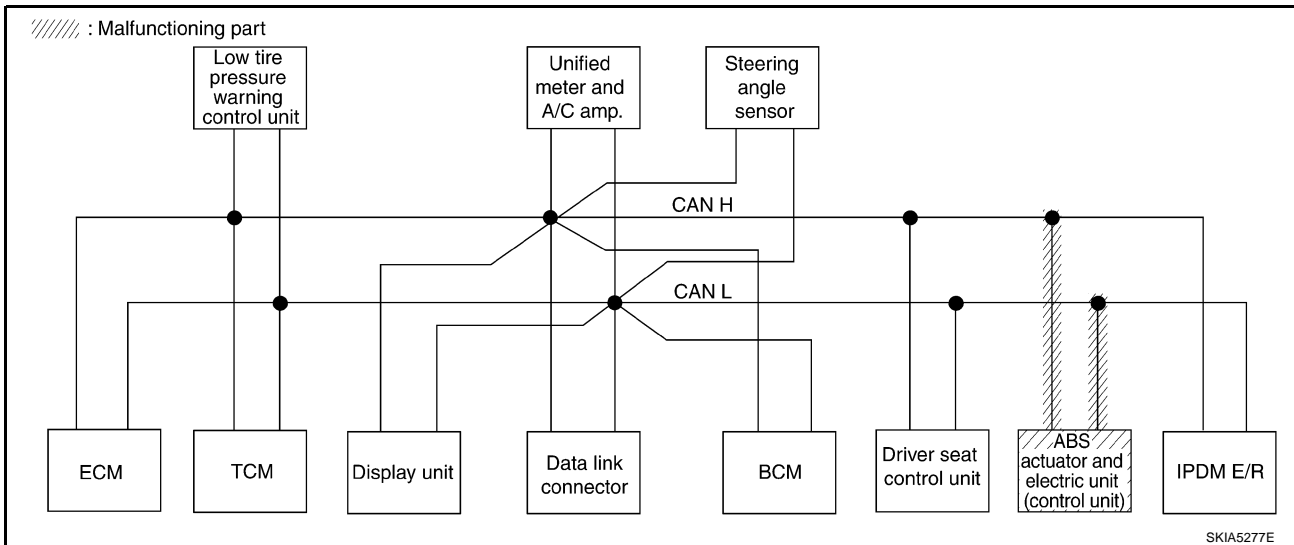 : Malfunctioning part
Low tire
pressure
warning
control unit
Unified
meter and
A/C amp.
Steering
angle
sensor
CAN H
CAN L
ECM
TCM
Display unit
Data link
connector
BCM
Driver seat
control unit
ABS
actuator and
electric unit
(control unit)
IPDM E/R
SKIA5277E